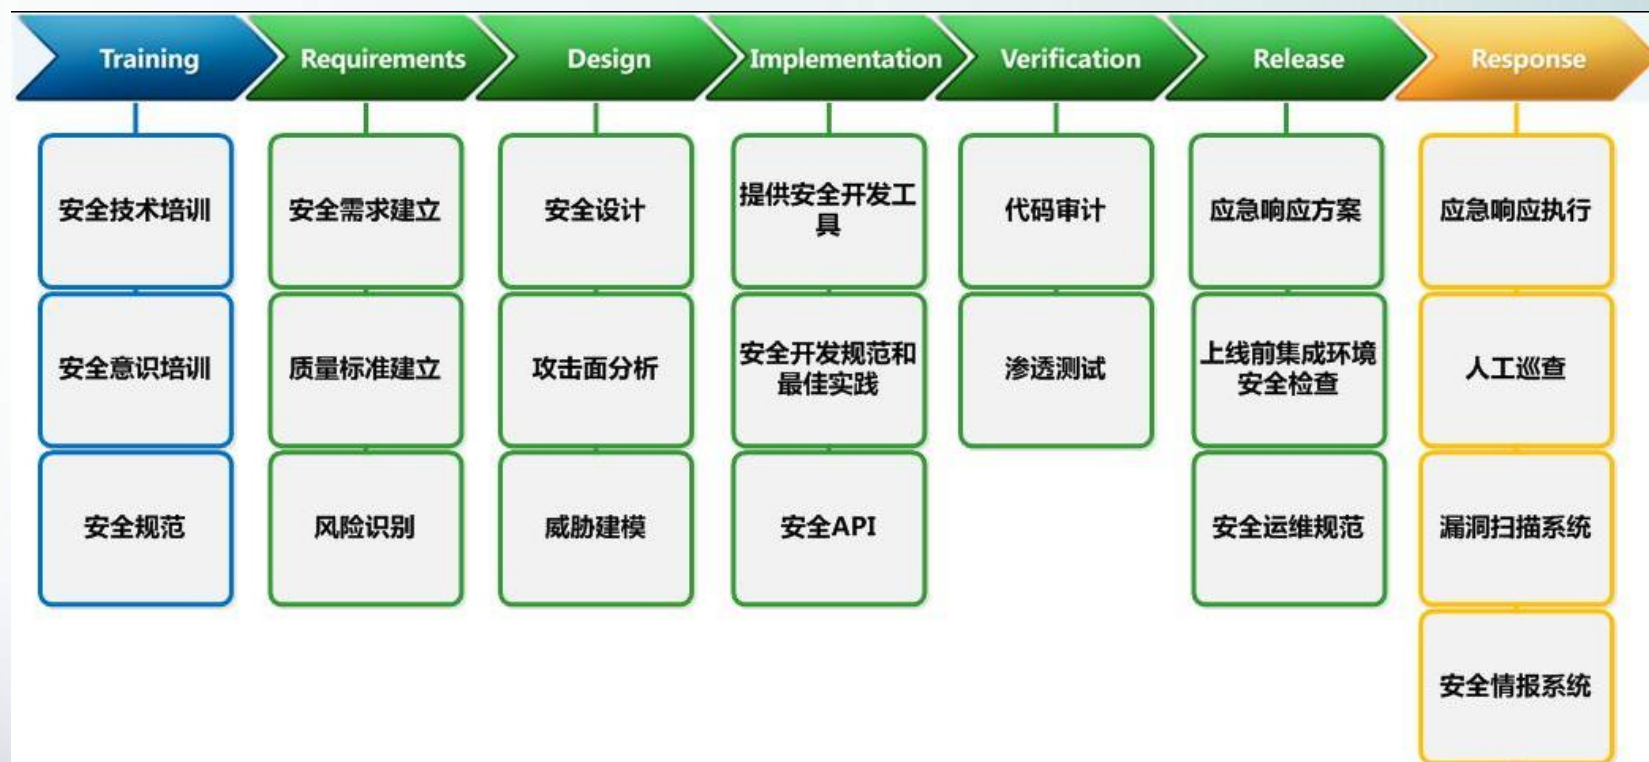 Training
Requirements
Design
Implementation
Verification
Release
Response
安全技术培训
安全意识培训
安全规范
安全需求建立
质量标准建立
风险识别
安全设计
攻击面分析
威胁建模
提供安全开发工
具
安全开发规范和
最佳实践
安全API
代码审计
渗透测试
应急响应方案
上线前集成环境
安全检查
安全运维规范
应急响应执行
人工巡查
漏洞扫描系统
安全情报系统